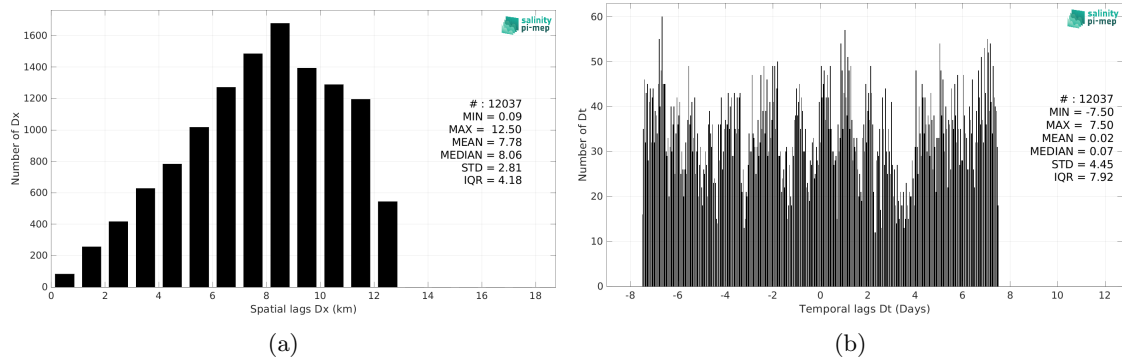 salinity
pi-mep
Number of Dx
1600
1400
1200
1000
800
600
400
200
0
# : 12037
MIN = 0.09
MAX = 12.50
MEAN = 7.78
MEDIAN = 8.06
STD = 2.81
IQR = 4.18
0 2 4 6 8 10 12 14 16 18
Spatial lags Dx (km)
(a)
salinity
pi-mep
Number of Dt
60
50
40
30
20
10
0
# : 12037
MIN = -7.50
MAX = 7.50
MEAN = 0.02
MEDIAN = 0.07
STD = 4.45
IQR = 7.92
-8 -6 -4 -2 0 2 4 6 8 10 12
Temporal lags Dt (Days)
(b)